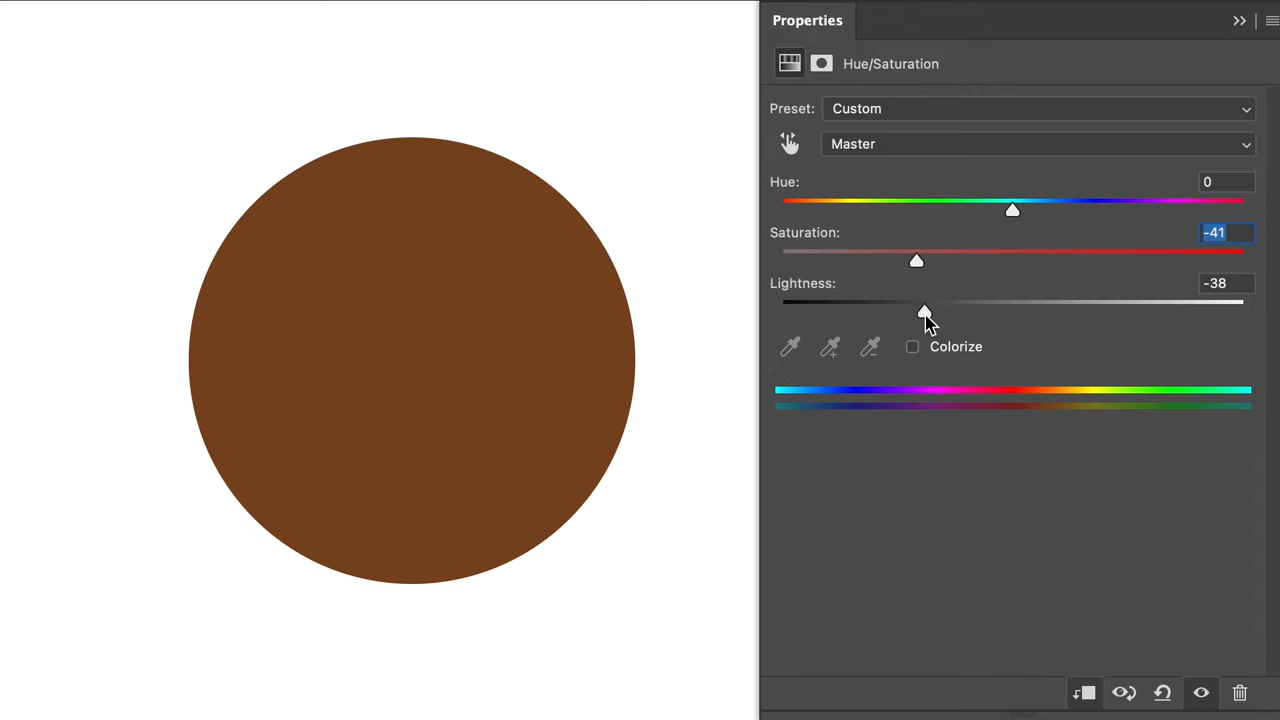 Properties
Hue/Saturation
Preset: Custom
Master
Hue: 0
Saturation: -41
Lightness: -38
Colorize